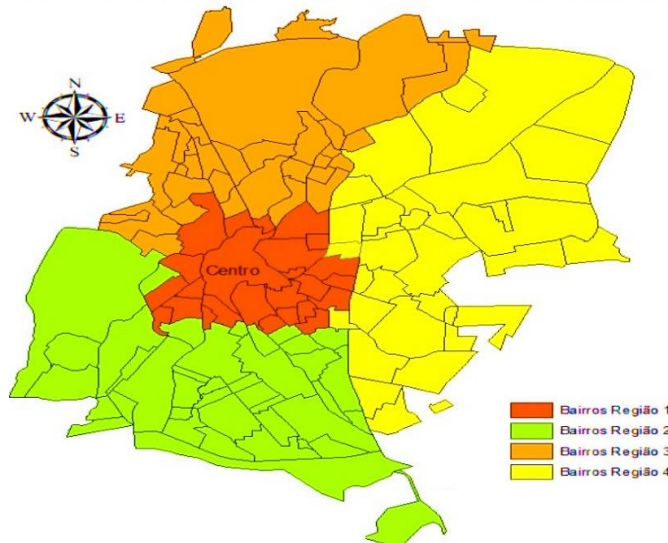 N
W E
S
Centro
Bairros Região 1
Bairros Região 2
Bairros Região 3
Bairros Região 4